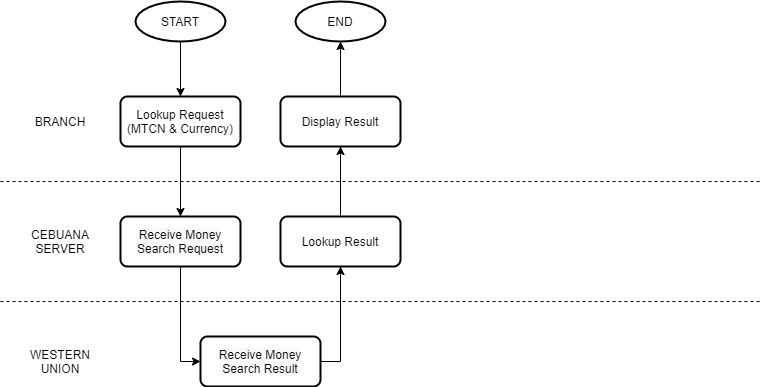 START
END
BRANCH
Lookup Request
(MTCN & Currency)
Display Result
CEBUANA
SERVER
Receive Money
Search Request
Lookup Result
WESTERN
UNION
Receive Money
Search Result